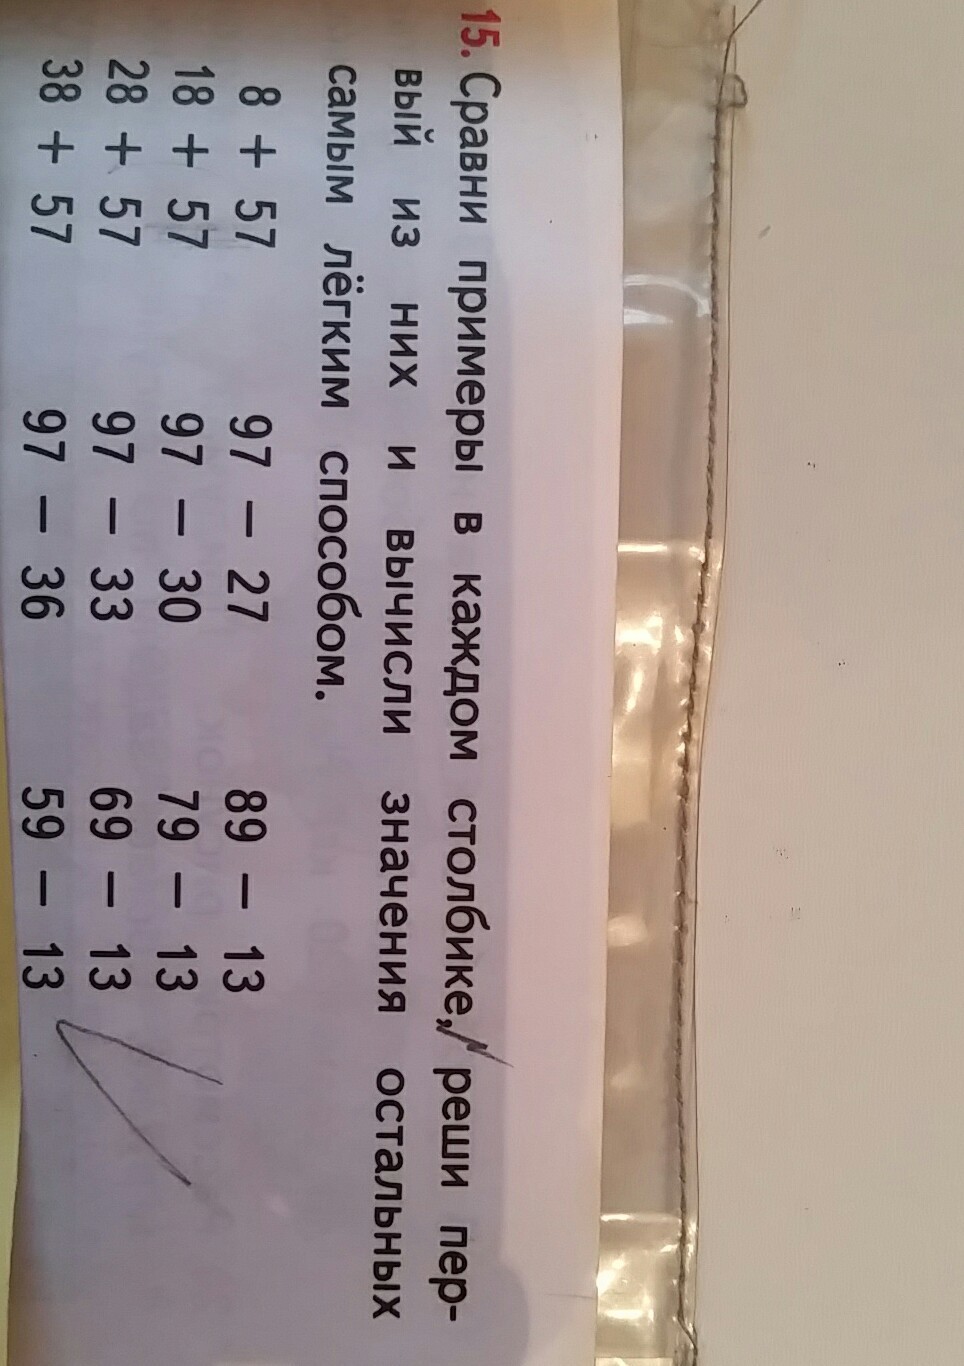 15. Сравни примеры в каждом столбике, реши пер-
вый из них и вычисли значения остальных
самым лёгким способом.
8 + 57 97 − 27 89 − 13
18 + 57 97 − 30 79 − 13
28 + 57 97 − 33 69 − 13
38 + 57 97 − 36 59 − 13